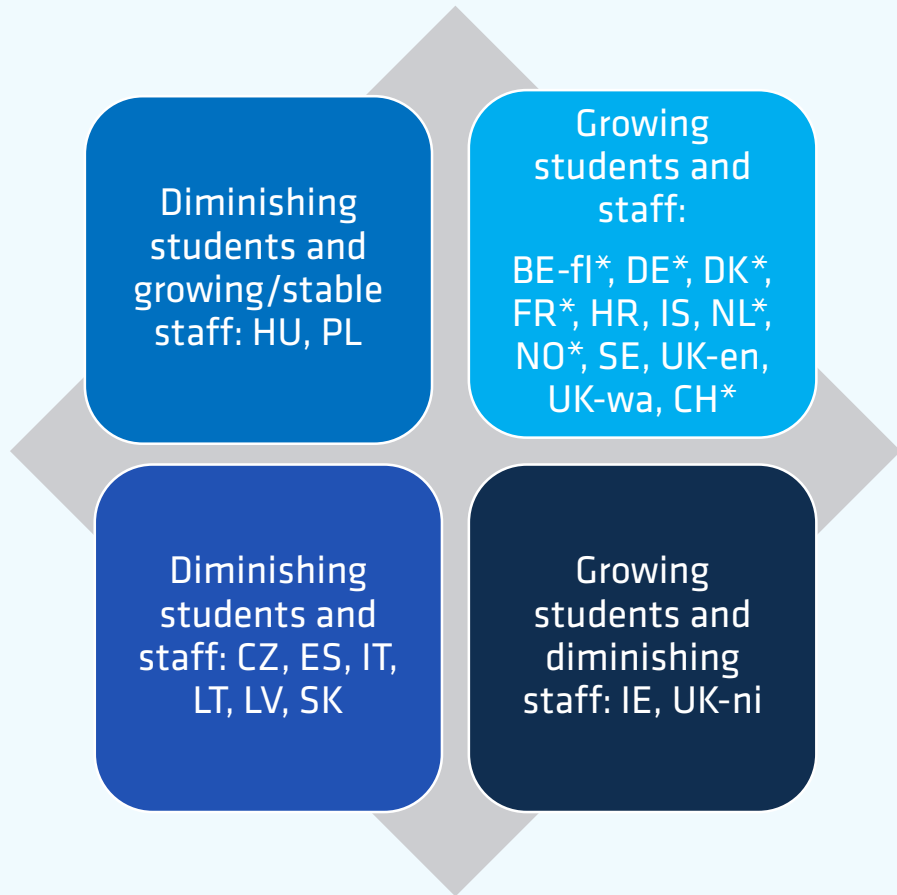 Diminishing
students and
growing/stable
staff: HU, PL
Growing
students and
staff:
BE-fl*, DE*, DK*,
FR*, HR, IS, NL*,
NO*, SE, UK-en,
UK-wa, CH*
Diminishing
students and
staff: CZ, ES, IT,
LT, LV, SK
Growing
students and
diminishing
staff: IE, UK-ni